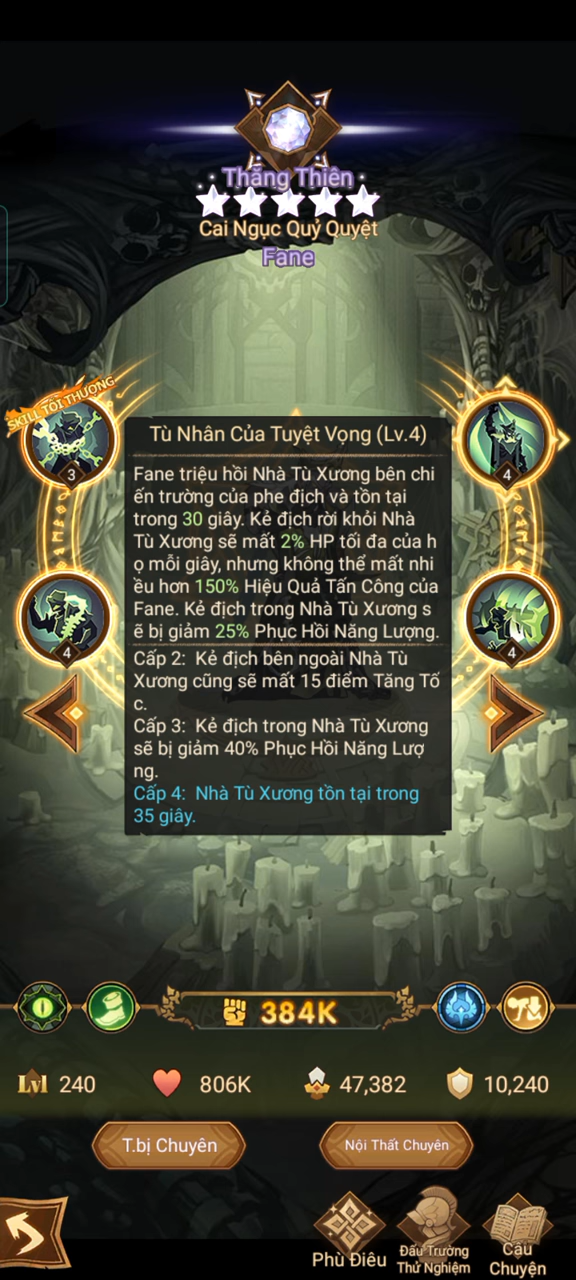 Thăng Thiên
Cai Ngục Quỷ Quyệt
Fane
SKILL TỐI THƯỢNG
3
4
4
4
Tù Nhân Của Tuyệt Vọng (Lv.4)
Fane triệu hồi Nhà Tù Xương bên chi
ến trường của phe địch và tồn tại
trong 30 giây. Kẻ địch rời khỏi Nhà
Tù Xương sẽ mất 2% HP tối đa của h
ọ mỗi giây, nhưng không thể mất nhi
ều hơn 150% Hiệu Quả Tấn Công của
Fane. Kẻ địch trong Nhà Tù Xương s
ẽ bị giảm 25% Phục Hồi Năng Lượng.
Cấp 2: Kẻ địch bên ngoài Nhà Tù
Xương cũng sẽ mất 15 điểm Tăng Tố
c.
Cấp 3: Kẻ địch trong Nhà Tù Xương
sẽ bị giảm 40% Phục Hồi Năng Lượ
ng.
Cấp 4: Nhà Tù Xương tồn tại trong
35 giây.
384K
Lvl 240
806K
47,382
10,240
T.bị Chuyên
Nội Thất Chuyên
Phù Điêu
Đấu Trường
Thử Nghiệm
Câu
Chuyện